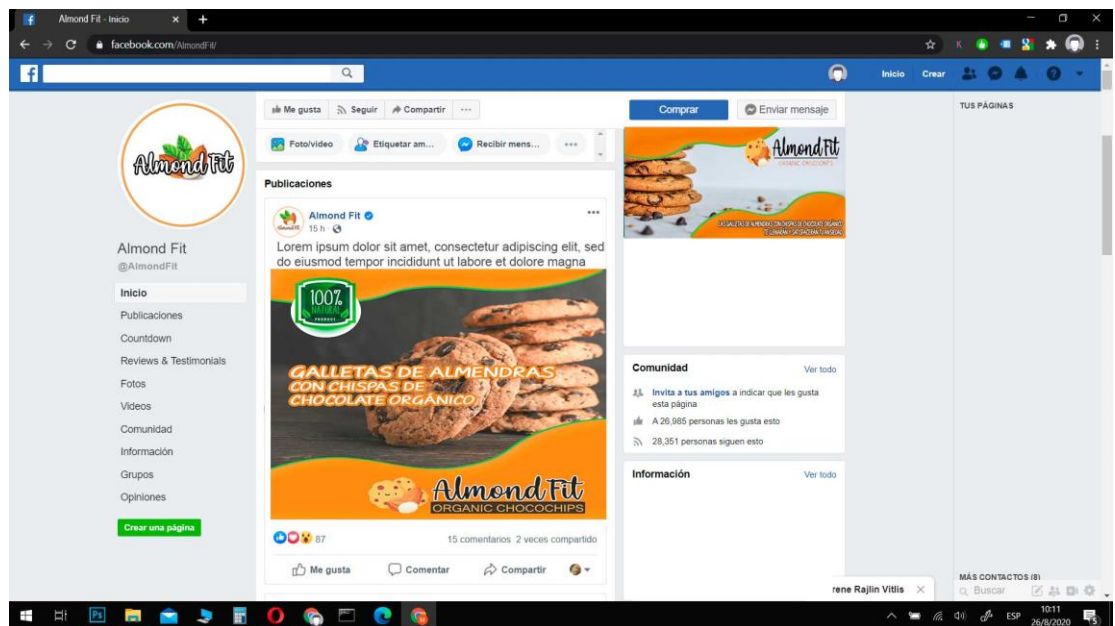 Almond Fit - Inicio
facebook.com/AlmondFit/
Inicio
Crear
Almond Fit
Almond Fit
@AlmondFit
Inicio
Publicaciones
Countdown
Reviews & Testimonials
Fotos
Videos
Comunidad
Información
Grupos
Opiniones
Crear una página
Me gusta
Seguir
Compartir
Foto/video
Etiquetar am...
Recibir mens...
Publicaciones
Almond Fit
15 h
Lorem ipsum dolor sit amet, consectetur adipiscing elit, sed
do eiusmod tempor incididunt ut labore et dolore magna
100%
NATURAL
PRODUCT
GALLETAS DE ALMENDRAS
CON CHISPAS DE
CHOCOLATE ORGÁNICO
Almond Fit
ORGANIC CHOCOCHIPS
87
15 comentarios 2 veces compartido
Me gusta
Comentar
Compartir
Comprar
Enviar mensaje
Almond Fit
ORGANIC CHOCOCHIPS
Comunidad
Ver todo
Invita a tus amigos a indicar que les gusta
esta página
A 26,985 personas les gusta esto
28,351 personas siguen esto
Información
Ver todo
TUS PÁGINAS
MÁS CONTACTOS (8)
rene Rajlin Vitlis
Buscar
ESP
10:11
26/8/2020